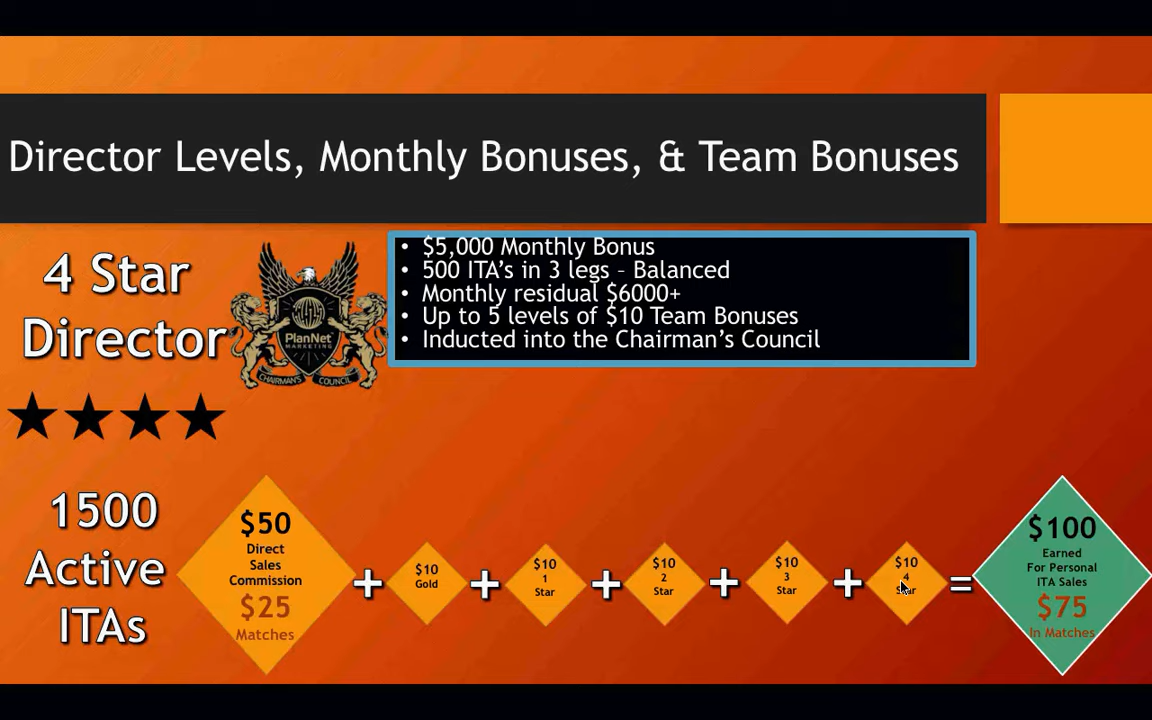 Director Levels, Monthly Bonuses, & Team Bonuses
4 Star
Director
PlanNet
MARKETING
CHAIRMAN'S COUNCIL
• $5,000 Monthly Bonus
• 500 ITA's in 3 legs – Balanced
• Monthly residual $6000+
• Up to 5 levels of $10 Team Bonuses
• Inducted into the Chairman's Council
1500
Active
ITAs
$50
Direct
Sales
Commission
$25
Matches
+
$10
Gold
+
$10
1
Star
+
$10
2
Star
+
$10
3
Star
+
$10
4
Star
=
$100
Earned
For Personal
ITA Sales
$75
In Matches